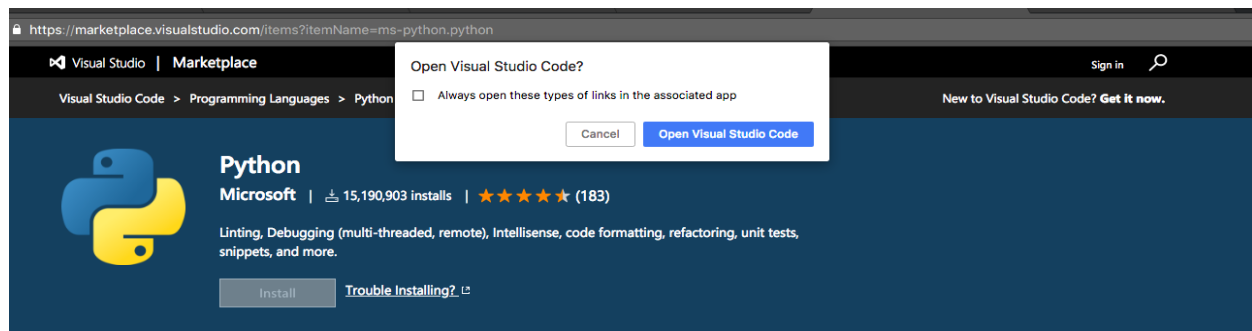 https://marketplace.visualstudio.com/items?itemName=ms-python.python
Visual Studio | Marketplace
Sign in
Visual Studio Code > Programming Languages > Python
New to Visual Studio Code? Get it now.
Open Visual Studio Code?
Always open these types of links in the associated app
Cancel
Open Visual Studio Code
Python
Microsoft | 15,190,903 installs | (183)
Linting, Debugging (multi-threaded, remote), Intellisense, code formatting, refactoring, unit tests,
snippets, and more.
Install
Trouble Installing?